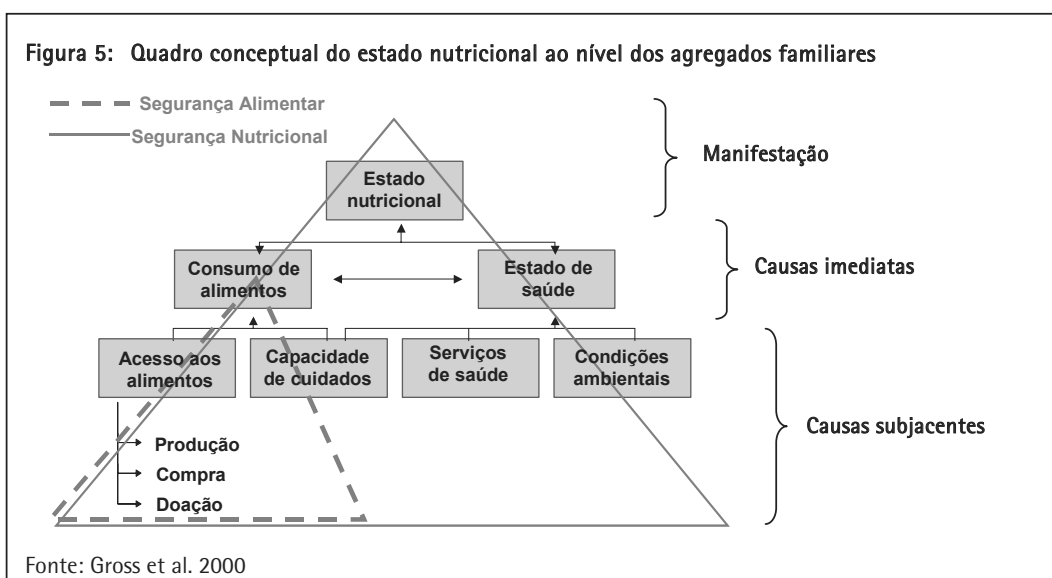 Figura 5: Quadro conceptual do estado nutricional ao nível dos agregados familiares
Segurança Alimentar
Segurança Nutricional
Manifestação
Estado
nutricional
Causas imediatas
Consumo de
alimentos
Estado de
saúde
Acesso aos
alimentos
Capacidade
de cuidados
Serviços
de saúde
Condições
ambientais
Causas subjacentes
Produção
Compra
Doação
Fonte: Gross et al. 2000